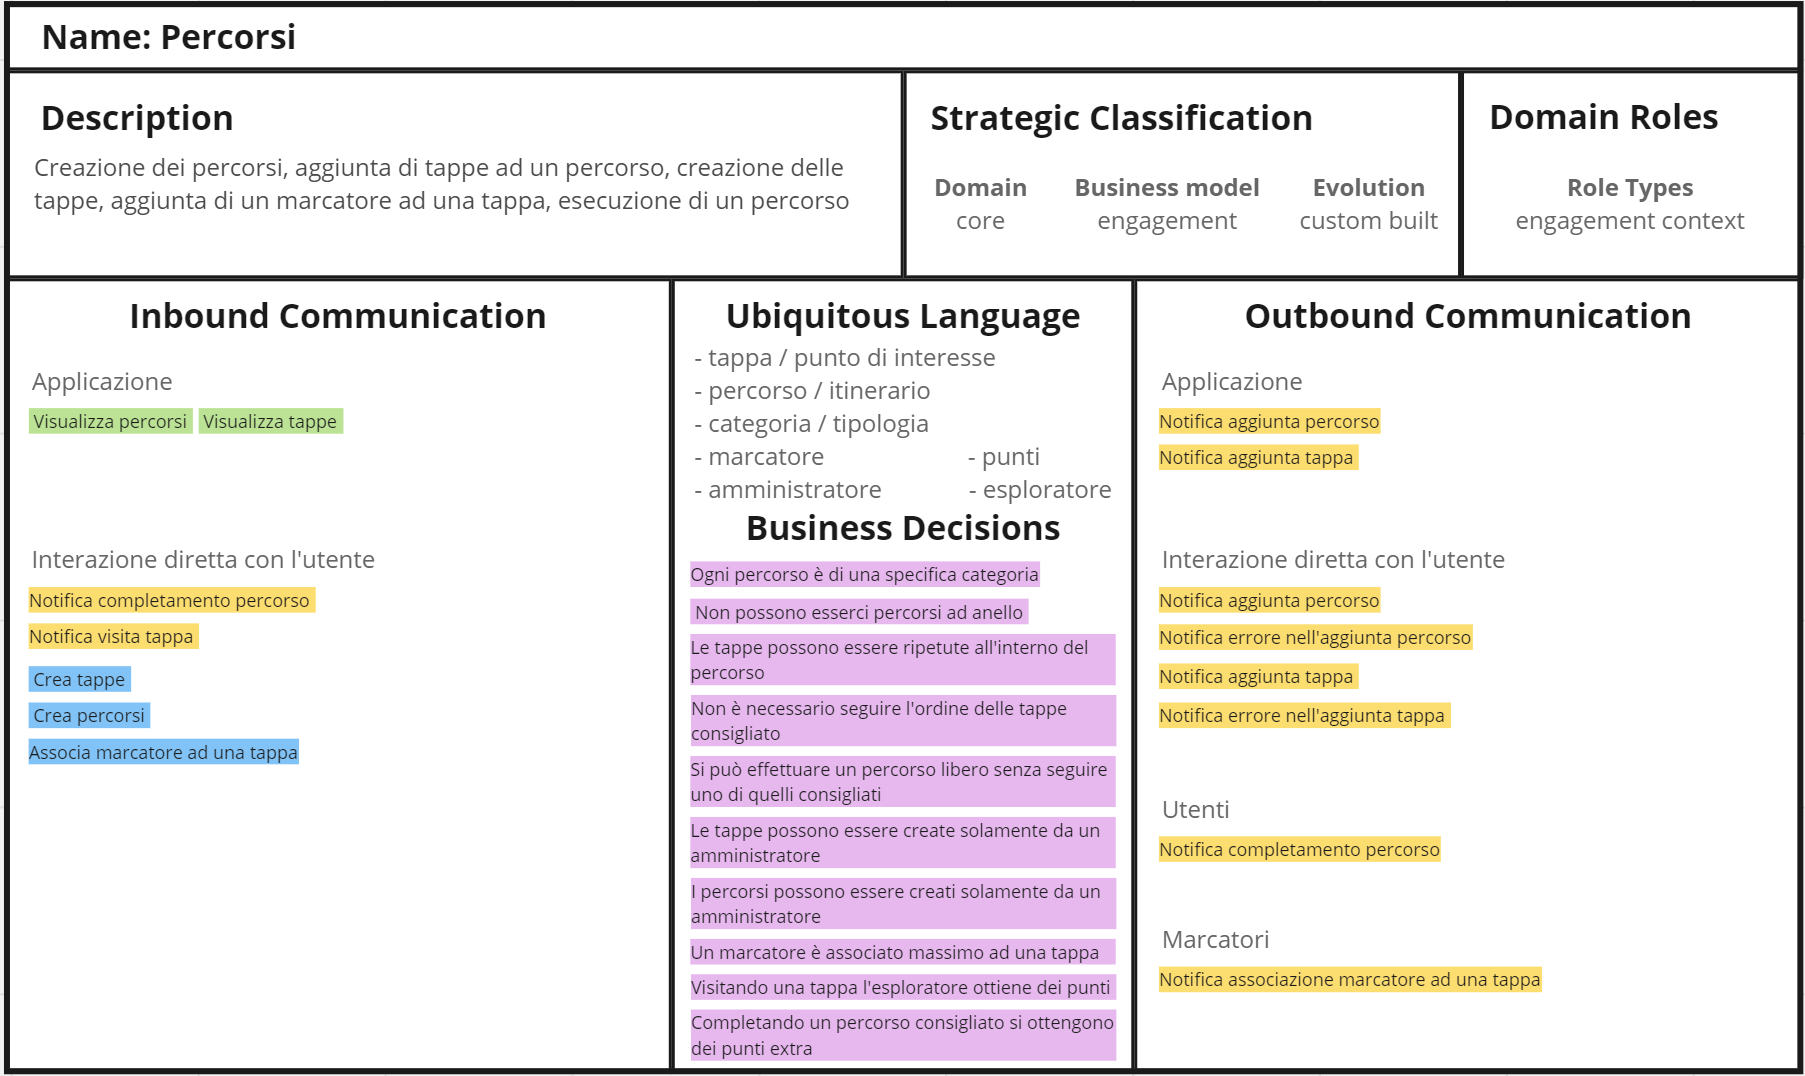 Name: Percorsi
Description
Creazione dei percorsi, aggiunta di tappe ad un percorso, creazione delle
tappe, aggiunta di un marcatore ad una tappa, esecuzione di un percorso
Strategic Classification
Domain
core
Business model
engagement
Evolution
custom built
Domain Roles
Role Types
engagement context
Inbound Communication
Applicazione
Visualizza percorsi
Visualizza tappe
Interazione diretta con l'utente
Notifica completamento percorso
Notifica visita tappa
Crea tappe
Crea percorsi
Associa marcatore ad una tappa
Ubiquitous Language
- tappa / punto di interesse
- percorso / itinerario
- categoria / tipologia
- marcatore
- punti
- amministratore
- esploratore
Business Decisions
Ogni percorso è di una specifica categoria
Non possono esserci percorsi ad anello
Le tappe possono essere ripetute all'interno del
percorso
Non è necessario seguire l'ordine delle tappe
consigliato
Si può effettuare un percorso libero senza seguire
uno di quelli consigliati
Le tappe possono essere create solamente da un
amministratore
I percorsi possono essere creati solamente da un
amministratore
Un marcatore è associato massimo ad una tappa
Visitando una tappa l'esploratore ottiene dei punti
Completando un percorso consigliato si ottengono
dei punti extra
Outbound Communication
Applicazione
Notifica aggiunta percorso
Notifica aggiunta tappa
Interazione diretta con l'utente
Notifica aggiunta percorso
Notifica errore nell'aggiunta percorso
Notifica aggiunta tappa
Notifica errore nell'aggiunta tappa
Utenti
Notifica completamento percorso
Marcatori
Notifica associazione marcatore ad una tappa